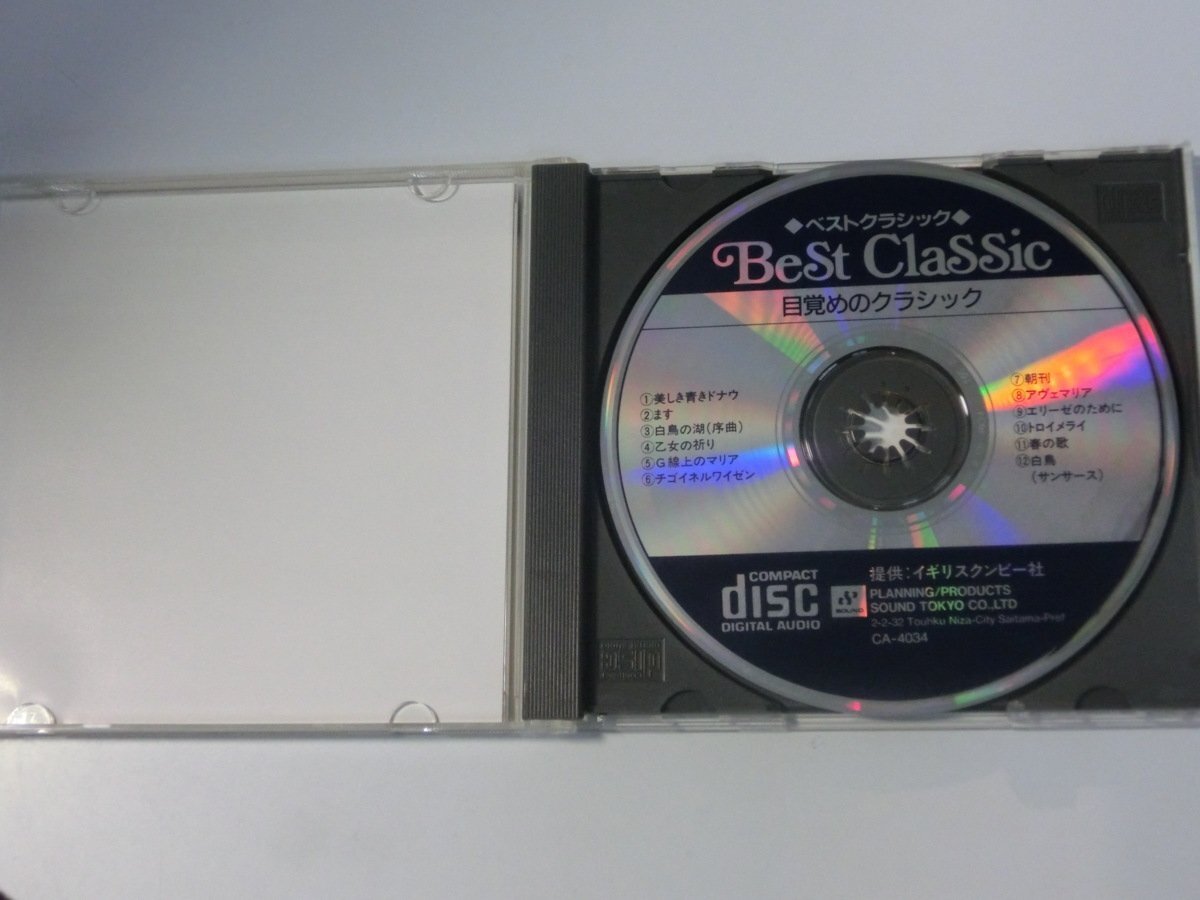 ◆ベストクラシック◆
Best Classic
目覚めのクラシック
①美しき青きドナウ
②ます
③白鳥の湖(序曲)
④乙女の祈り
⑤G線上のマリア
⑥チゴイネルワイゼン
⑦朝刊
⑧アヴェマリア
⑨エリーゼのために
⑩トロイメライ
⑪春の歌
⑫白鳥
(サンサース)
COMPACT
disc
DIGITAL AUDIO
SOUND
提供:イギリスクンビー社
PLANNING/PRODUCTS
SOUND TOKYO CO.,LTD
2-2-32 Touhku Niza-City Saitama-Pref
CA-4034